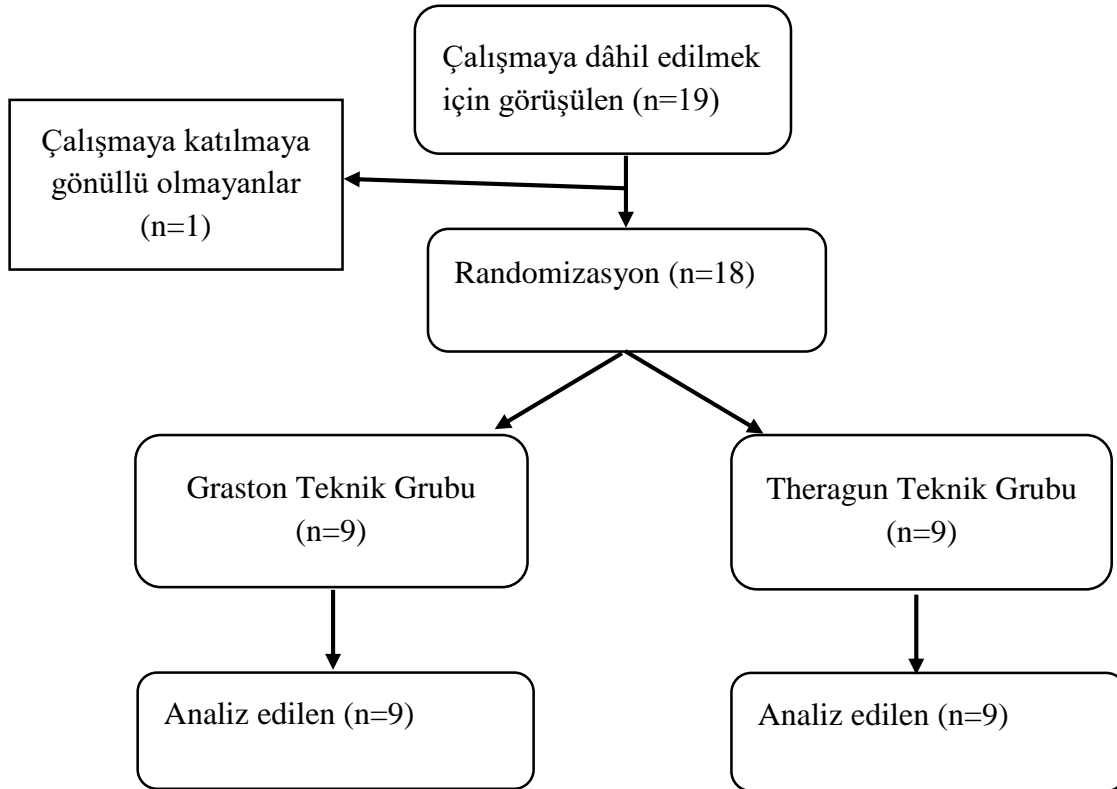 Çalışmaya dâhil edilmek
için görüşülen (n=19)
Çalışmaya katılmaya
gönüllü olmayanlar
(n=1)
Randomizasyon (n=18)
Graston Teknik Grubu
(n=9)
Theragun Teknik Grubu
(n=9)
Analiz edilen (n=9)
Analiz edilen (n=9)